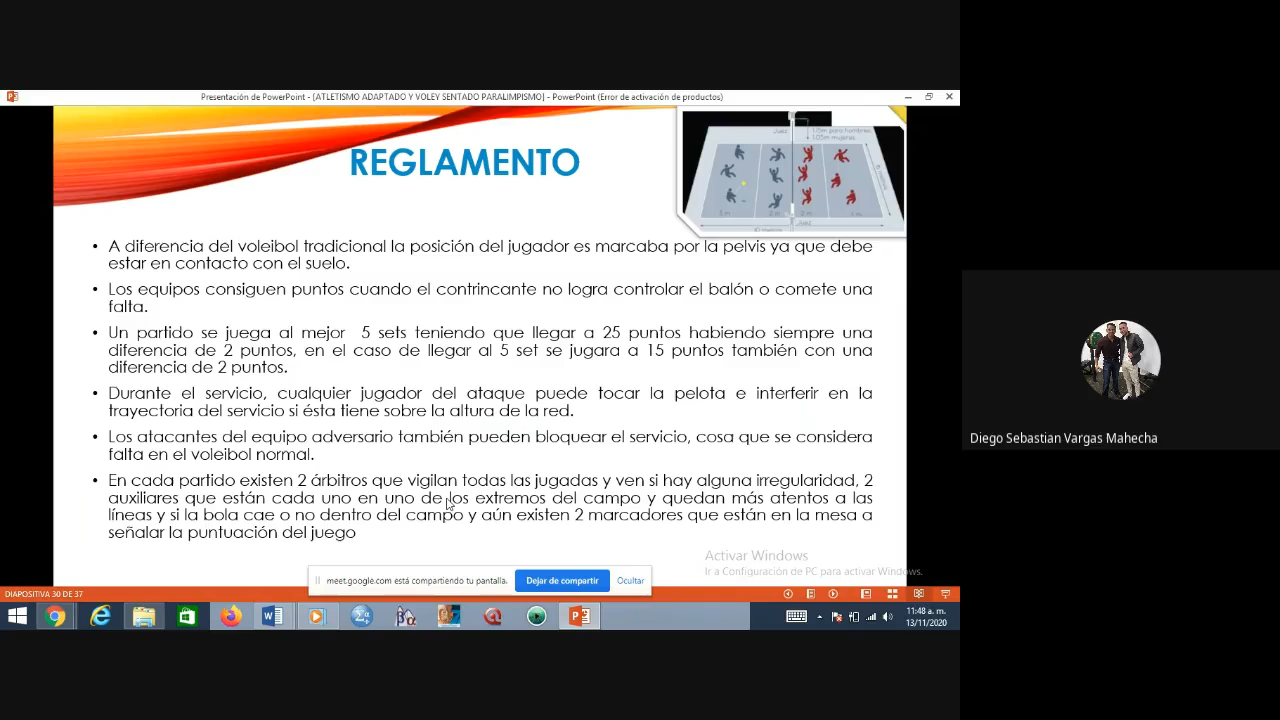 Presentación de PowerPoint - [ATLETISMO ADAPTADO Y VOLEY SENTADO PARALIMPISMO] - PowerPoint (Error de activación de productos)
REGLAMENTO
Juez
1.15m para hombres
1.05m mujeres
Juez
• A diferencia del voleibol tradicional la posición del jugador es marcaba por la pelvis ya que debe
estar en contacto con el suelo.
• Los equipos consiguen puntos cuando el contrincante no logra controlar el balón o comete una
falta.
• Un partido se juega al mejor 5 sets teniendo que llegar a 25 puntos habiendo siempre una
diferencia de 2 puntos, en el caso de llegar al 5 set se jugara a 15 puntos también con una
diferencia de 2 puntos.
• Durante el servicio, cualquier jugador del ataque puede tocar la pelota e interferir en la
trayectoria del servicio si ésta tiene sobre la altura de la red.
• Los atacantes del equipo adversario también pueden bloquear el servicio, cosa que se considera
falta en el voleibol normal.
• En cada partido existen 2 árbitros que vigilan todas las jugadas y ven si hay alguna irregularidad, 2
auxiliares que están cada uno en uno de los extremos del campo y quedan más atentos a las
líneas y si la bola cae o no dentro del campo y aún existen 2 marcadores que están en la mesa a
señalar la puntuación del juego
Diego Sebastian Vargas Mahecha
Activar Windows
Ir a Configuración de PC para activar Windows.
meet.google.com está compartiendo tu pantalla.
Dejar de compartir
Ocultar
DIAPOSITIVA 30 DE 37
11:48 a. m.
13/11/2020